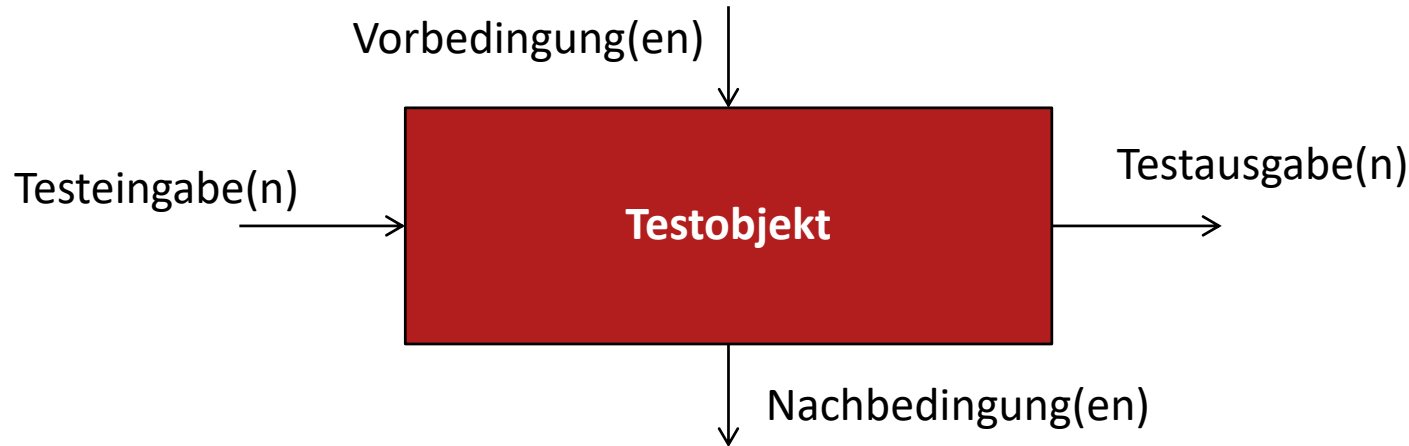 Vorbedingung(en)
Testeingabe(n)
Testobjekt
Testausgabe(n)
Nachbedingung(en)